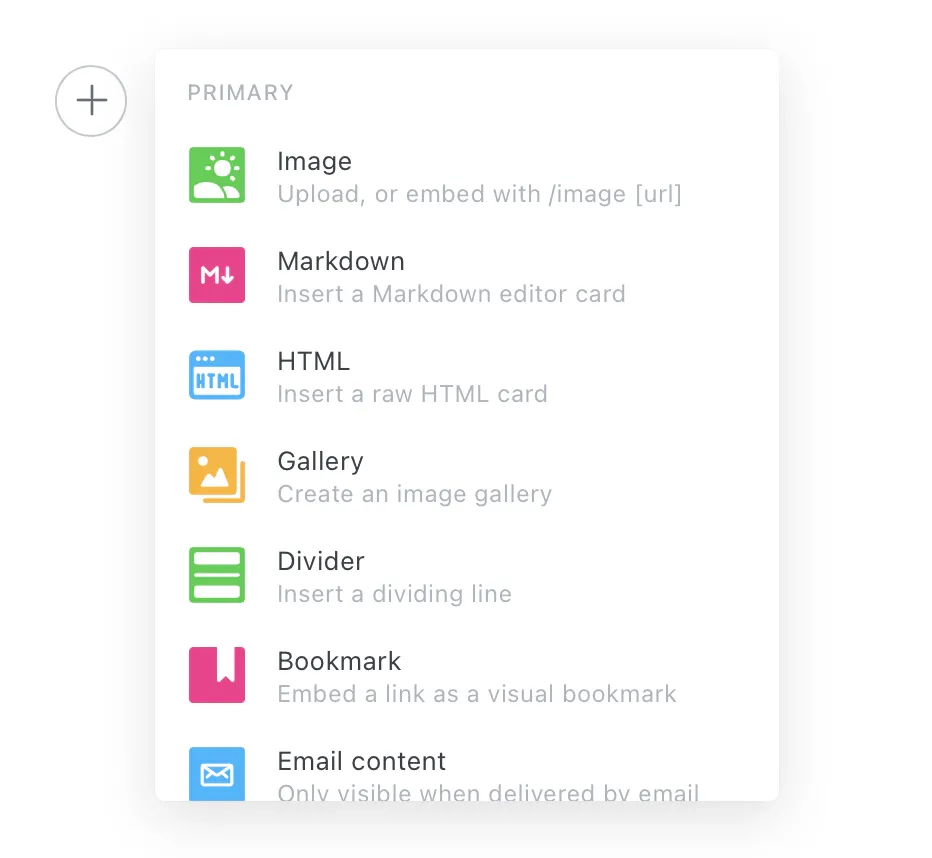 PRIMARY
Image
Upload, or embed with /image [url]
M
Markdown
Insert a Markdown editor card
HTML
HTML
Insert a raw HTML card
Gallery
Create an image gallery
Divider
Insert a dividing line
Bookmark
Embed a link as a visual bookmark
Email content
Only visible when delivered by email